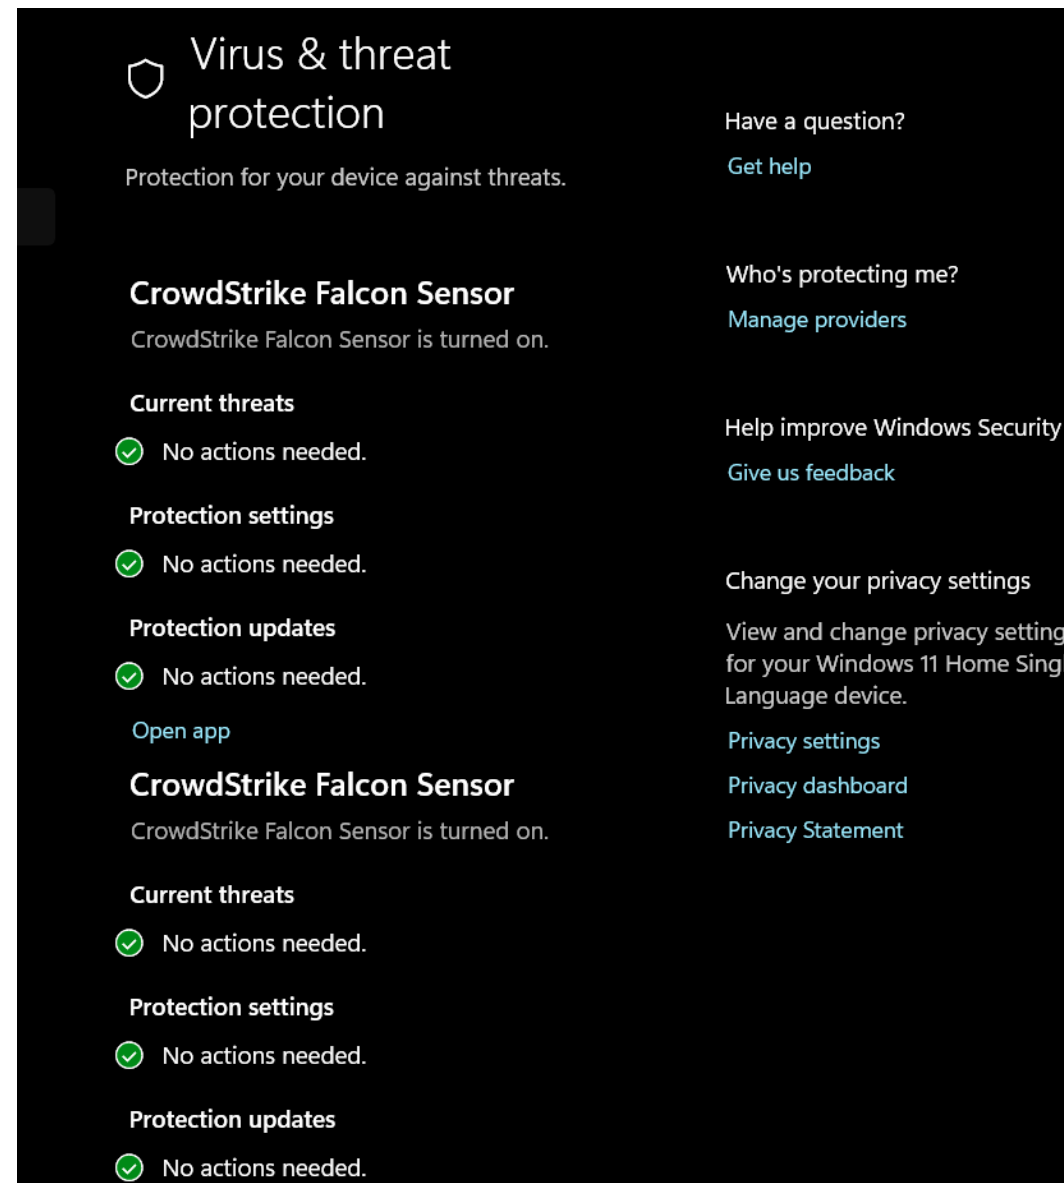 Virus & threat
protection
Protection for your device against threats.
CrowdStrike Falcon Sensor
CrowdStrike Falcon Sensor is turned on.
Current threats
No actions needed.
Protection settings
No actions needed.
Protection updates
No actions needed.
Open app
CrowdStrike Falcon Sensor
CrowdStrike Falcon Sensor is turned on.
Current threats
No actions needed.
Protection settings
No actions needed.
Protection updates
No actions needed.
Have a question?
Get help
Who's protecting me?
Manage providers
Help improve Windows Security
Give us feedback
Change your privacy settings
View and change privacy setting
for your Windows 11 Home Sing
Language device.
Privacy settings
Privacy dashboard
Privacy Statement